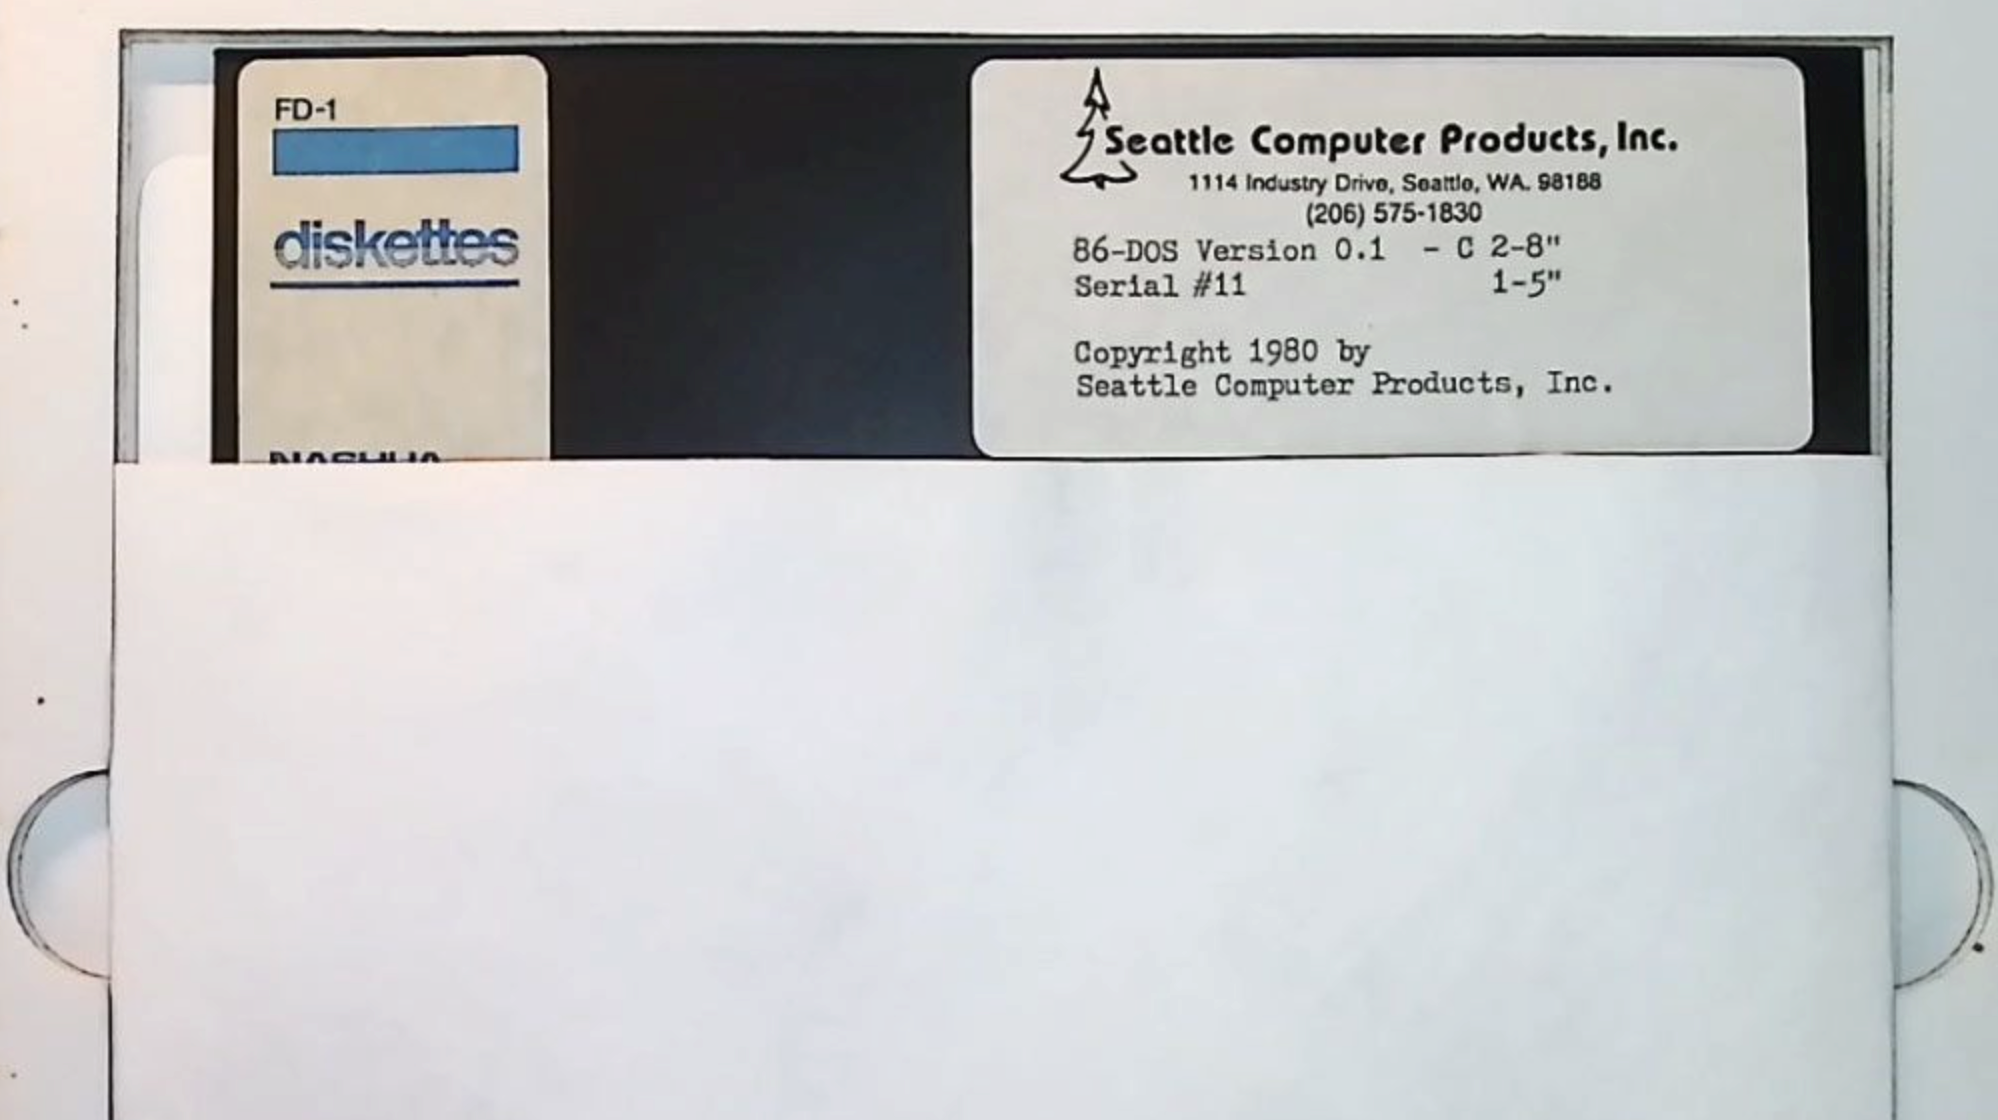 FD-1
diskettes
NASHUA
Seattle Computer Products, Inc.
1114 Industry Drive, Seattle, WA. 98188
(206) 575-1830
86-DOS Version 0.1 - C 2-8"
Serial #11 1-5"
Copyright 1980 by
Seattle Computer Products, Inc.